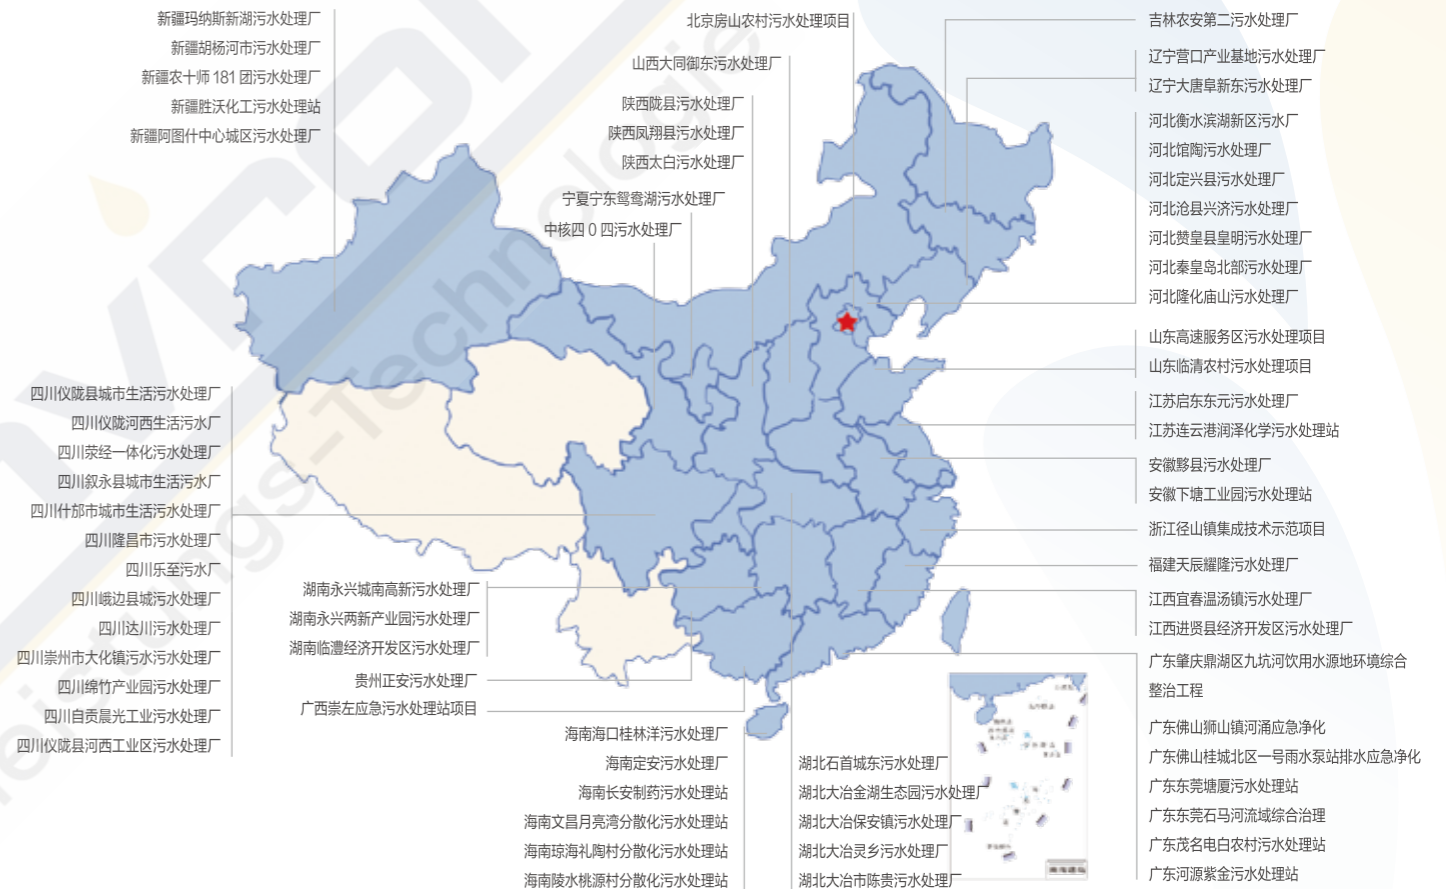 新疆玛纳斯新湖污水处理厂
新疆胡杨河市污水处理厂
新疆农十师 181 团污水处理厂
新疆胜沃化工污水处理站
新疆阿图什中心城区污水处理厂
北京房山农村污水处理项目
山西大同御东污水处理厂
陕西陇县污水处理厂
陕西凤翔县污水处理厂
陕西太白污水处理厂
宁夏宁东鸳鸯湖污水处理厂
中核四 0 四污水处理厂
吉林农安第二污水处理厂
辽宁营口产业基地污水处理厂
辽宁大唐阜新东污水处理厂
河北衡水滨湖新区污水厂
河北馆陶污水处理厂
河北定兴县污水处理厂
河北沧县兴济污水处理厂
河北赞皇县皇明污水处理厂
河北秦皇岛北部污水处理厂
河北隆化庙山污水处理厂
山东高速服务区污水处理项目
山东临清农村污水处理项目
江苏启东东元污水处理厂
江苏连云港润泽化学污水处理站
安徽黟县污水处理厂
安徽下塘工业园污水处理站
浙江径山镇集成技术示范项目
福建天辰耀隆污水处理厂
江西宜春温汤镇污水处理厂
江西进贤县经济开发区污水处理厂
广东肇庆鼎湖区九坑河饮用水源地环境综合
整治工程
广东佛山狮山镇河涌应急净化
广东佛山桂城北区一号雨水泵站排水应急净化
广东东莞塘厦污水处理站
广东东莞石马河流域综合治理
广东茂名电白农村污水处理站
广东河源紫金污水处理站
四川仪陇县城市生活污水处理厂
四川仪陇河西生活污水厂
四川荥经一体化污水处理厂
四川叙永县城市生活污水厂
四川什邡市城市生活污水处理厂
四川隆昌市污水处理厂
四川乐至污水厂
四川峨边县城污水处理厂
四川达川污水处理厂
四川崇州市大化镇污水污水处理厂
四川绵竹产业园污水处理厂
四川自贡晨光工业污水处理厂
四川仪陇县河西工业区污水处理厂
湖南永兴城南高新污水处理厂
湖南永兴两新产业园污水处理厂
湖南临澧经济开发区污水处理厂
贵州正安污水处理厂
广西崇左应急污水处理站项目
海南海口桂林洋污水处理厂
海南定安污水处理厂
海南长安制药污水处理站
海南文昌月亮湾分散化污水处理站
海南琼海礼陶村分散化污水处理站
海南陵水桃源村分散化污水处理站
湖北石首城东污水处理厂
湖北大冶金湖生态园污水处理厂
湖北大冶保安镇污水处理厂
湖北大冶灵乡污水处理厂
湖北大冶市陈贵污水处理厂